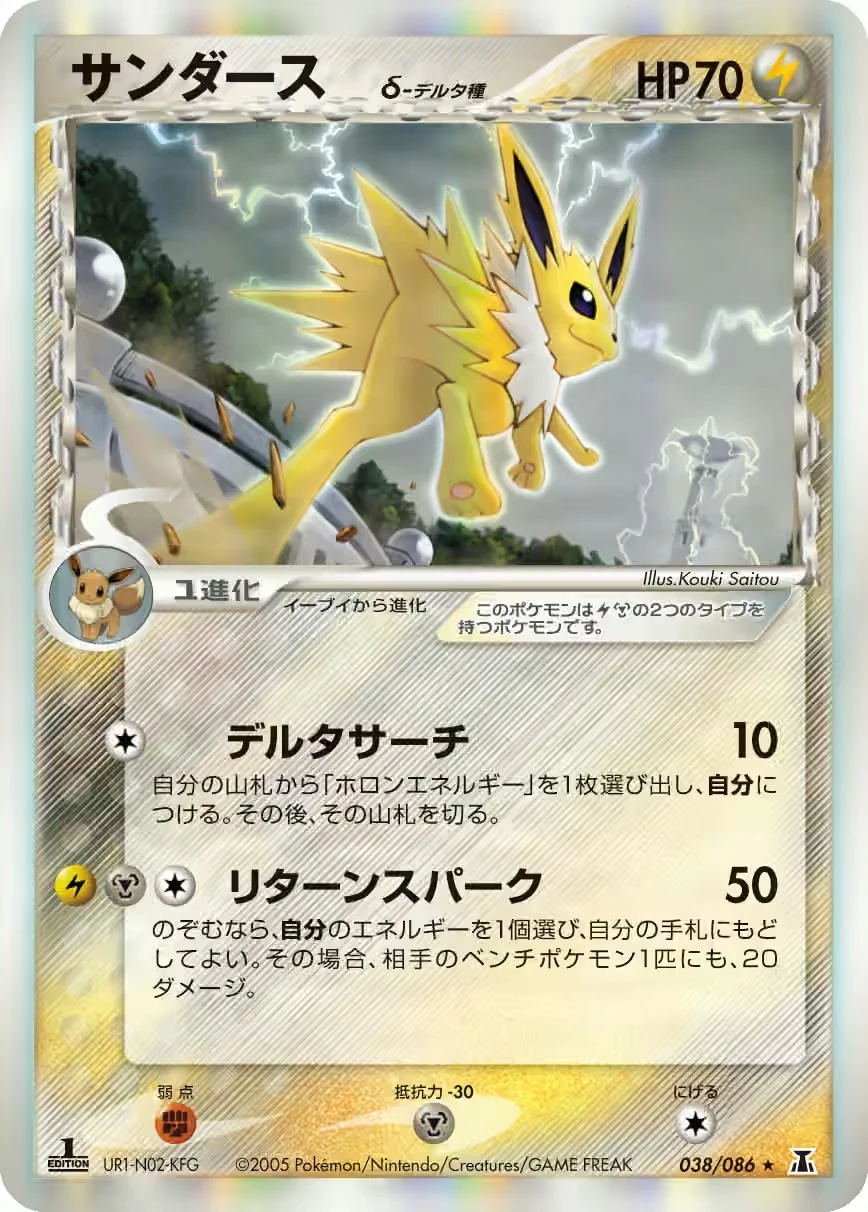 サンダース δ-デルタ種 HP70
Illus.Kouki Saitou
1進化 イーブイから進化
このポケモンはの2つのタイプを
持つポケモンです。
デルタサーチ 10
自分の山札から「ホロンエネルギー」を1枚選び出し、自分に
つける。その後、その山札を切る。
リターンスパーク 50
のぞむなら、自分のエネルギーを1個選び、自分の手札にもど
してよい。その場合、相手のベンチポケモン1匹にも、20
ダメージ。
弱点 抵抗力 -30 にげる
1 EDITION UR1-N02-KFG ©2005 Pokémon/Nintendo/Creatures/GAME FREAK 038/086 ★